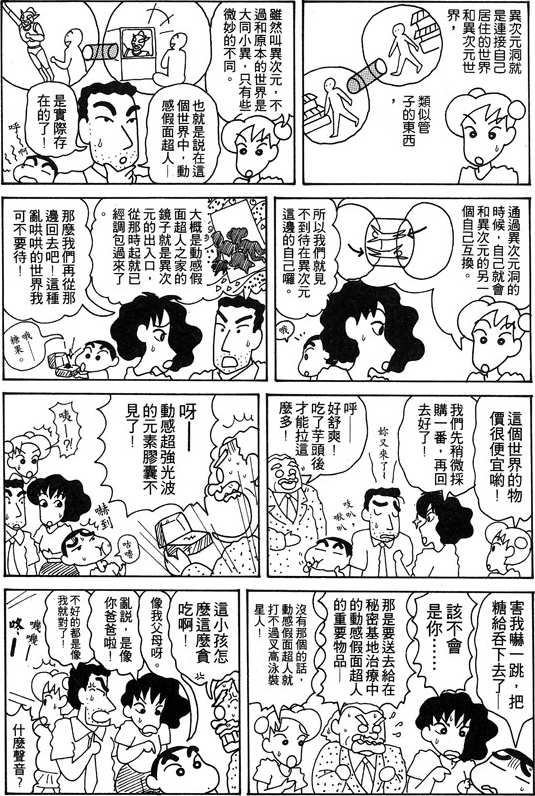 異次元洞就
是連接自己
居住的世界
和異次元世
界，
類似管
子的東西
，
雖然叫異次元，不
過和原本的世界是
大同小異，只有些
微妙的不同。
也就是說在這
個世界中，動
感假面超人—
是實際存
在的了！
呼—
啊
通過異次元洞的
時候，自己就會
和異次元的另一
個自己互換。
所以我們就見
不到待在異次元
這邊的自己囉。
哦—
大概是動感假
面超人之家的
鏡子就是異次
元的出入口，
從那時起就已
經調包過來了
。
那麼我們再從那
邊回去吧！這種
亂哄哄的世界我
可不要待！
哦—
糖果。
這個世界的物
價很便宜喲！
我們先稍微採
購一番，再回
去好了！
妳又來了—
吱
叭
啾
叭
呼—
好舒爽！
吃了芋頭後
才能拉這
麼多！
呀—
動感超強光波
的元素膠囊不
見了！
咦—?!
嚇
到
咕嚕
害我嚇一跳，把
糖給吞下去了—
該不會
是你……
那是要送去給在
秘密基地治療中
的動感假面超人
的重要物品—
沒有那個的話，
動感假面超人就
打不過叉高泳裝
星人！
這小孩怎
麼這麼貪
吃啊！
像我父母呀。
亂說！是像
你爸爸啦！
不好的都是像
我就對了！
嘰嘰
咚—
什麼聲音？